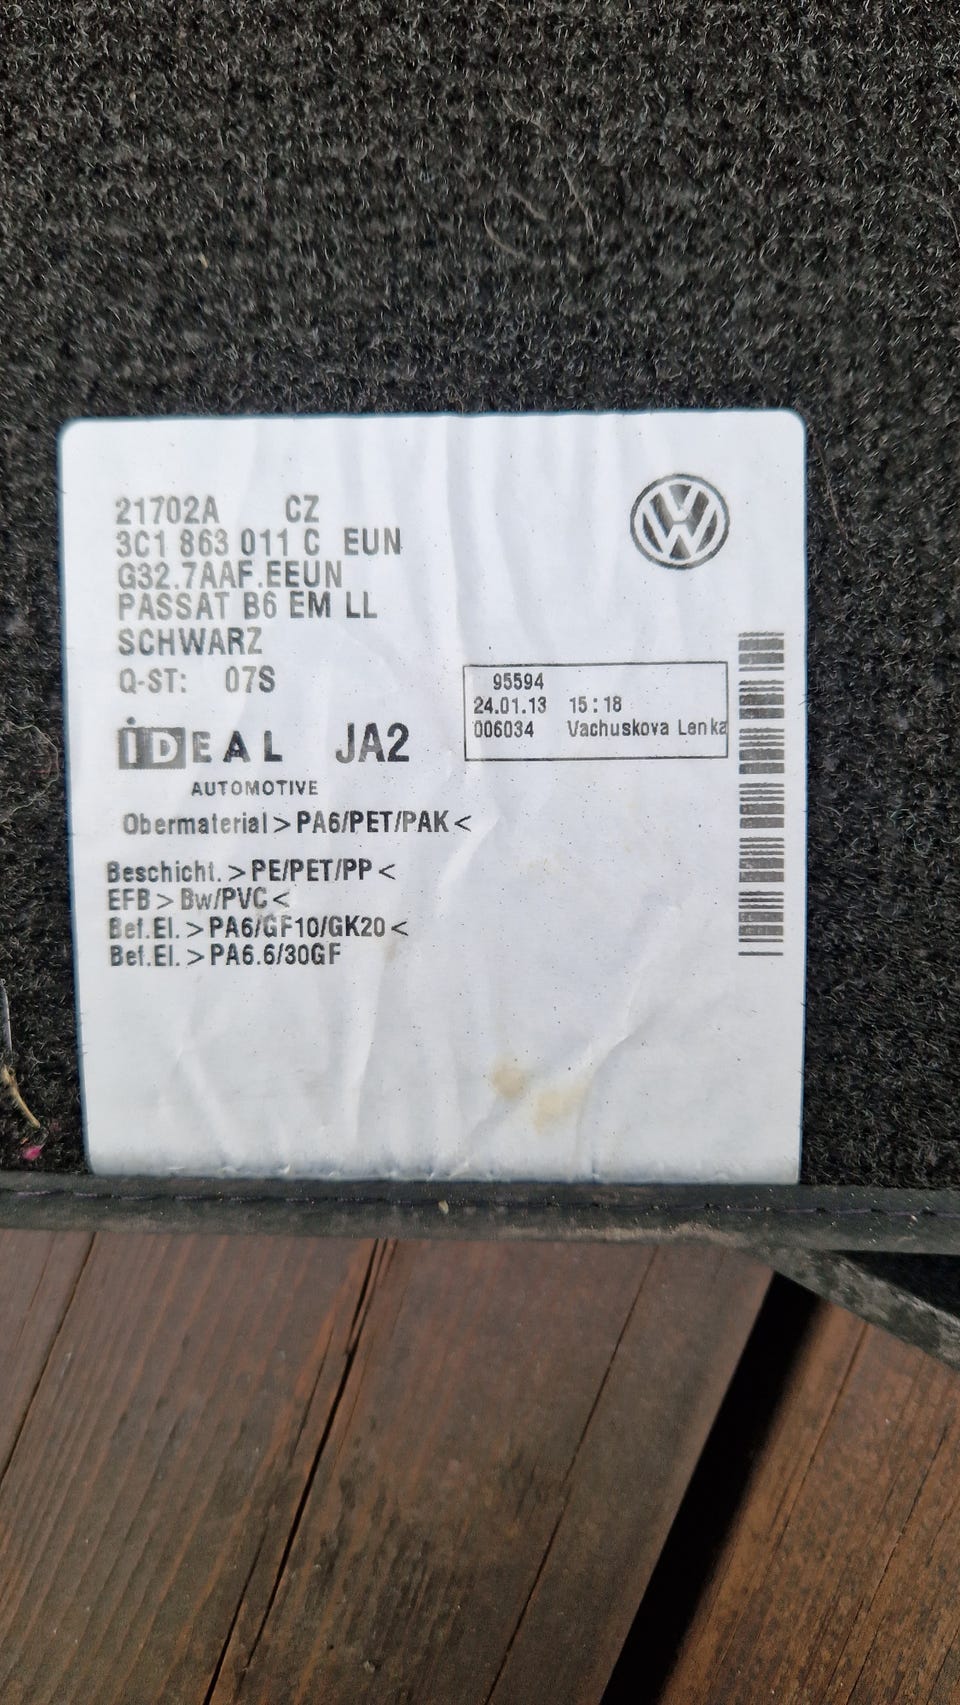 21702A CZ
3C1 863 011 C EUN
G32.7AAF.EEUN
PASSAT B6 EM LL
SCHWARZ
Q-ST: 07S
95594
24.01.13 15:18
006034 Vachuskova Lenka
IDEAL JA2
AUTOMOTIVE
Obermaterial >PA6/PET/PAK<
Beschicht. >PE/PET/PP<
EFB >Bw/PVC<
Bef.El. >PA6/GF10/GK20<
Bef.El. >PA6.6/30GF